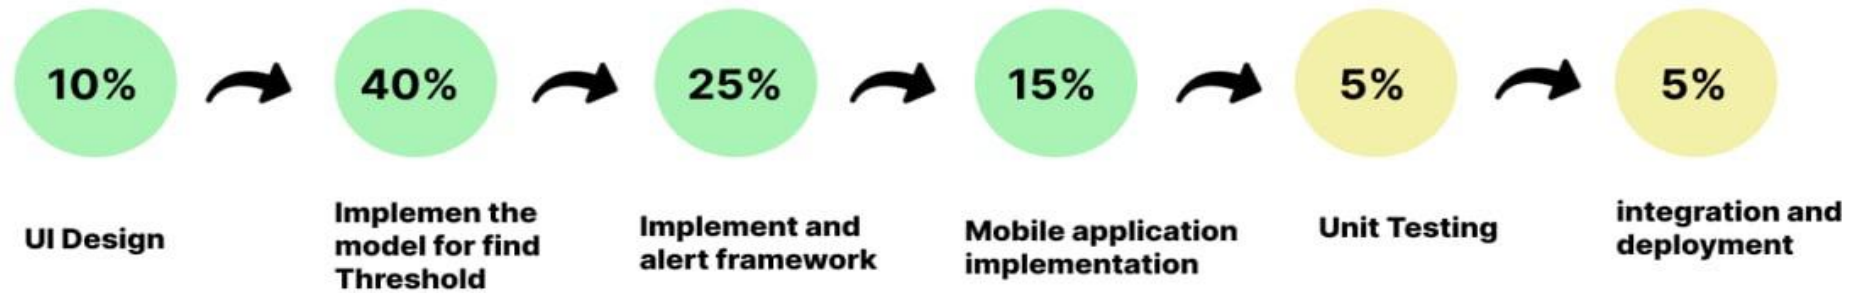 10%
40%
25%
15%
5%
5%
UI Design
Implemen the
model for find
Threshold
Implement and
alert framework
Mobile application
implementation
Unit Testing
integration and
deployment